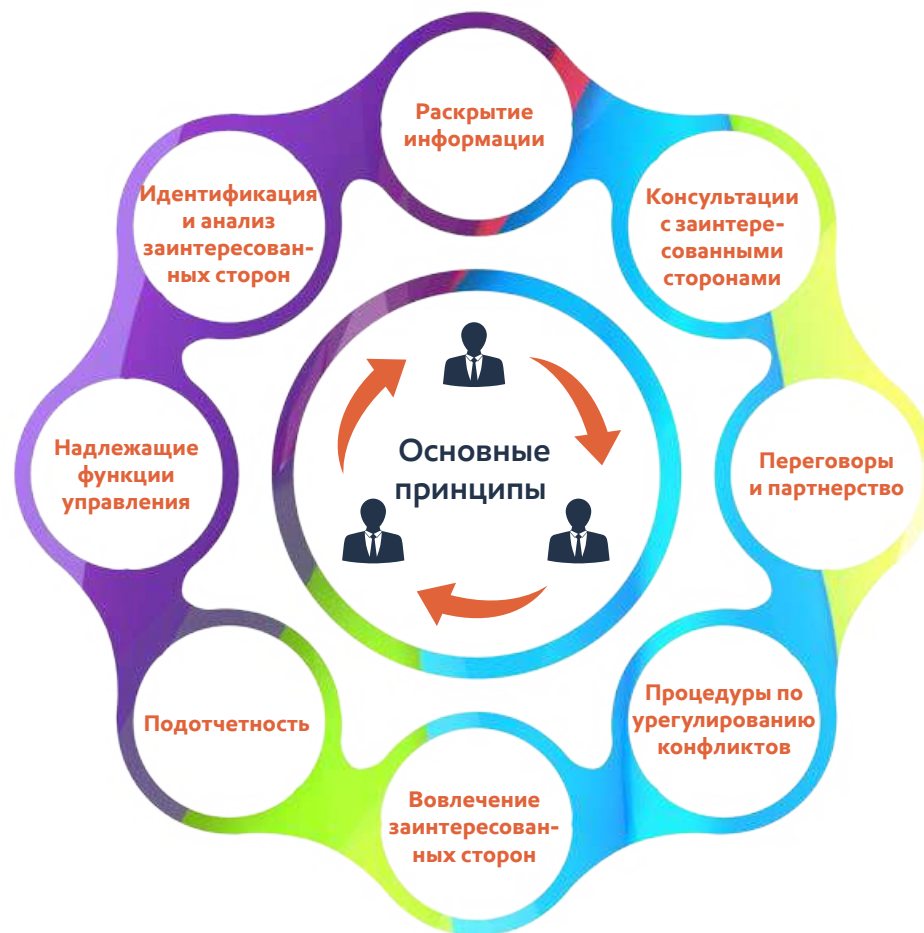 Раскрытие
информации
Консультации
с заинтере-
сованными
сторонами
Переговоры
и партнерство
Процедуры по
урегулированию
конфликтов
Вовлечение
заинтересован-
ных сторон
Подотчетность
Надлежащие
функции
управления
Идентификация
и анализ
заинтересован-
ных сторон
Основные
принципы